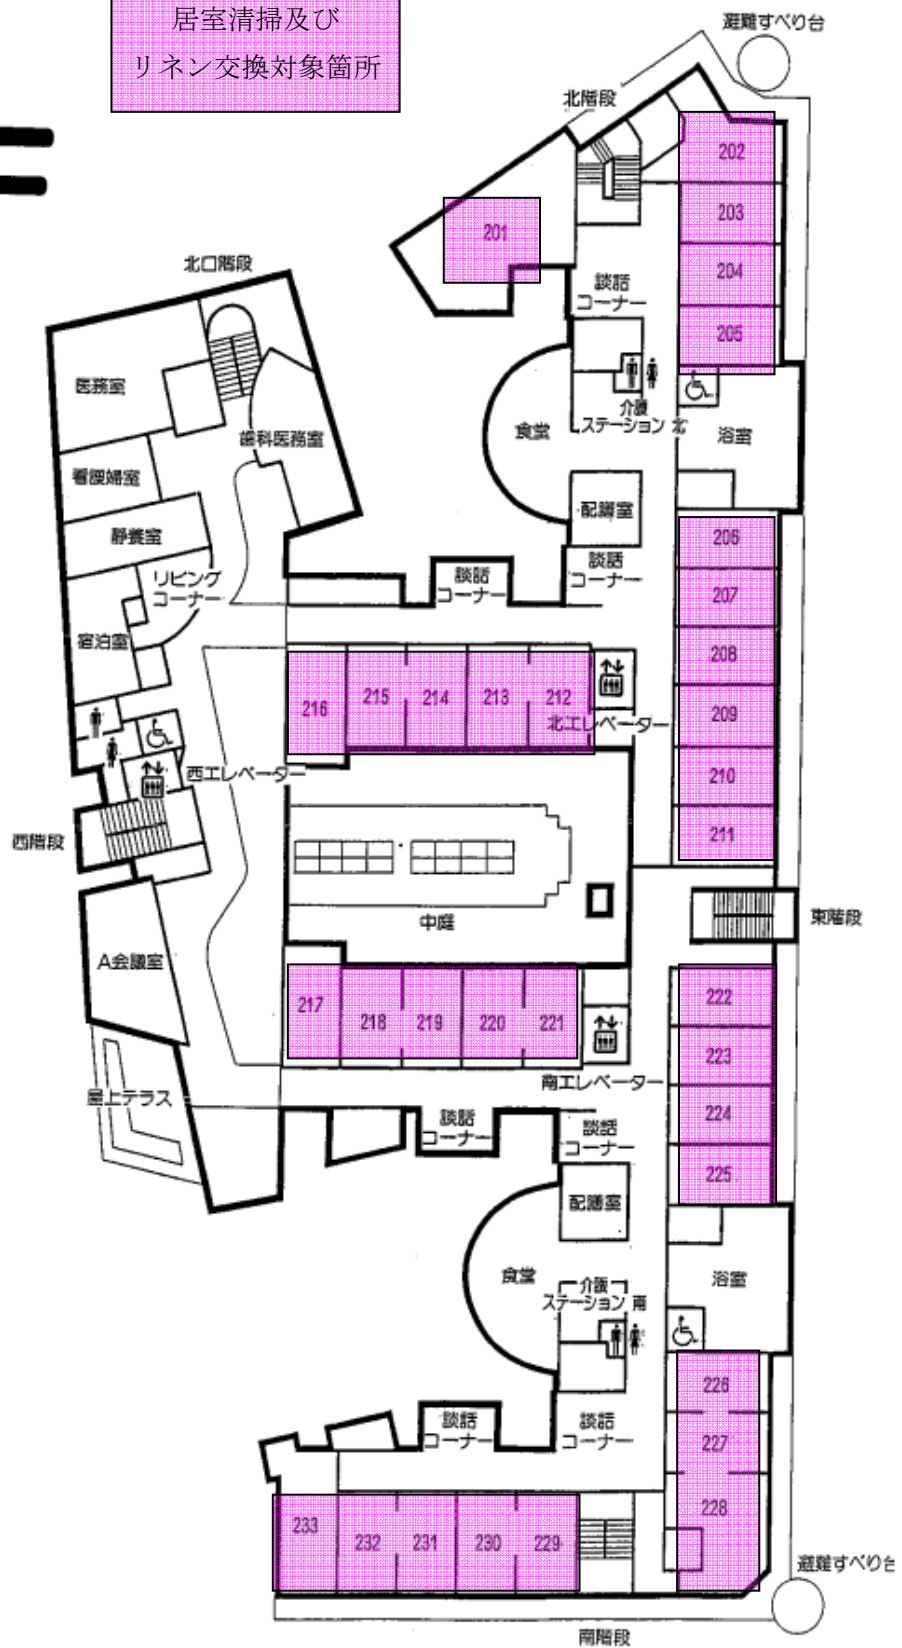 居室清掃及び
リネン交換対象箇所
避難すべり台
北階段
202
203
201
204
205
北口階段
談話
コーナー
医務室
歯科医務室
介護
ステーション 北
食堂
浴室
看護婦室
配膳室
静養室
206
談話
コーナー
談話
コーナー
リビング
コーナー
207
宿泊室
208
216
215
214
213
212
209
北エレベーター
西エレベーター
210
211
西階段
中庭
東階段
A会議室
217
218
219
220
221
222
223
南エレベーター
屋上テラス
224
談話
コーナー
談話
コーナー
225
配膳室
食堂
浴室
介護
ステーション 南
226
談話
コーナー
談話
コーナー
227
228
233
232
231
230
229
避難すべり台
南階段